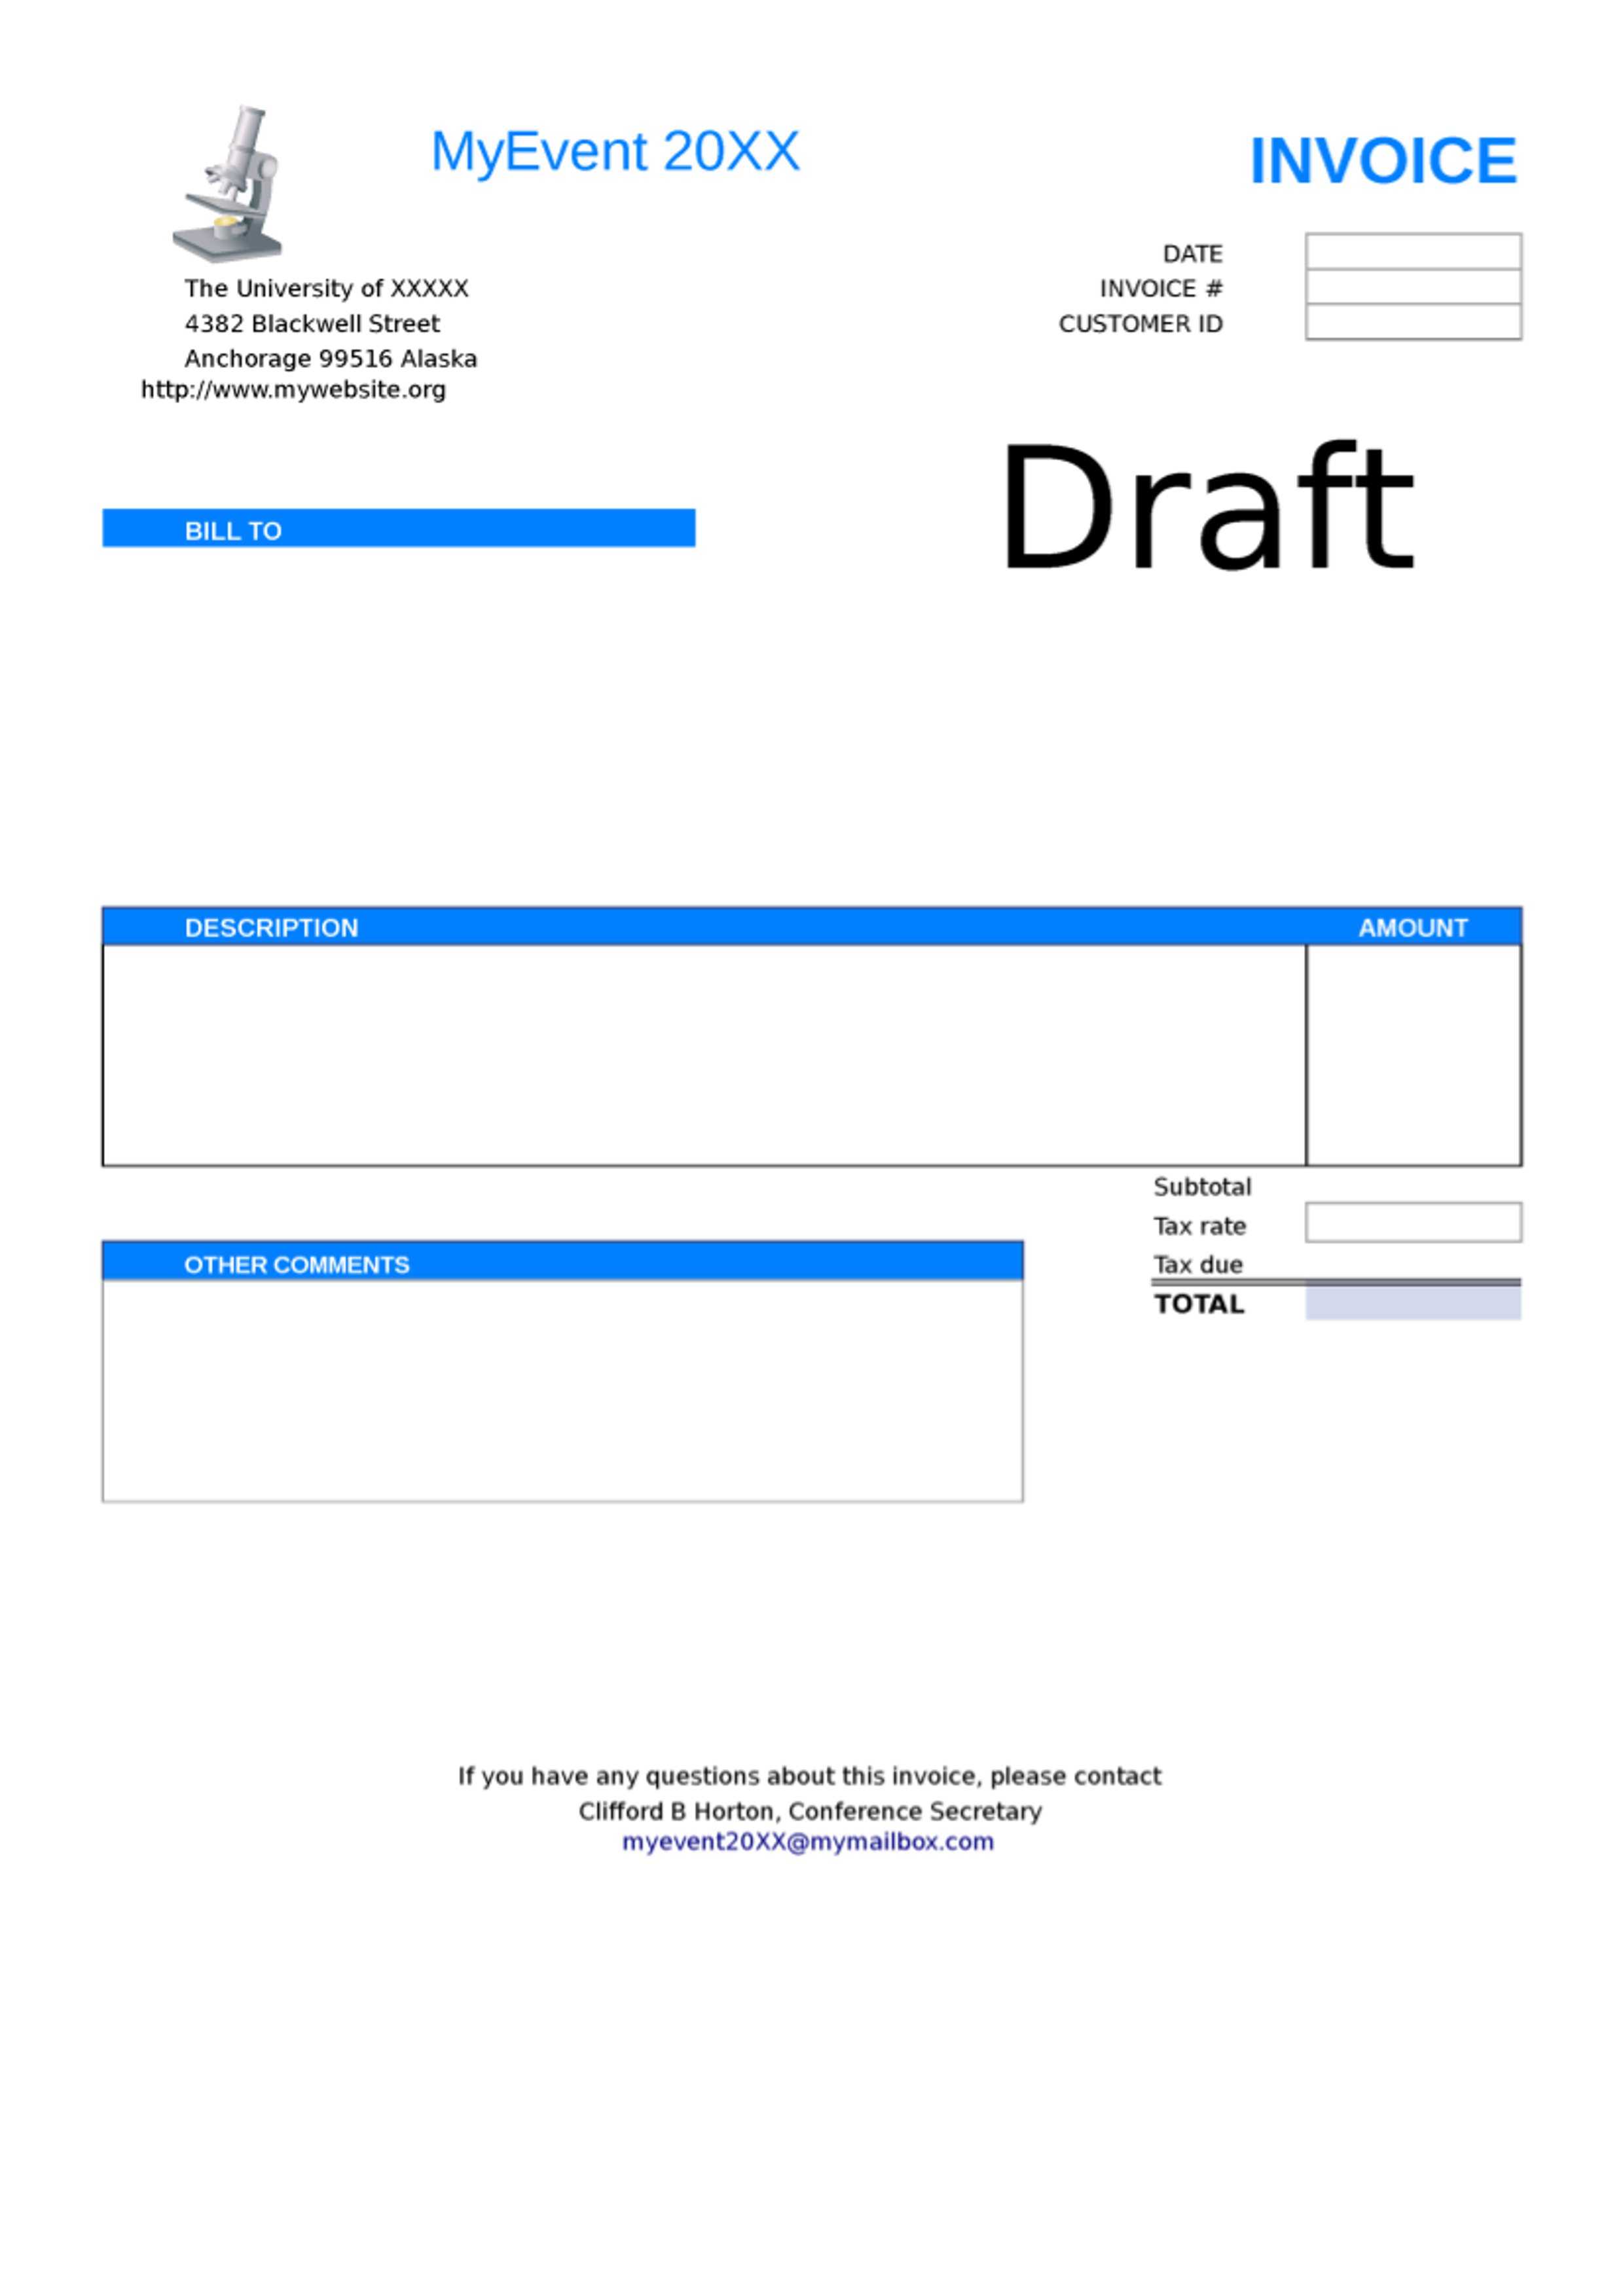 MyEvent 20XX
INVOICE
DATE
INVOICE #
CUSTOMER ID
The University of XXXXX
4382 Blackwell Street
Anchorage 99516 Alaska
http://www.mywebsite.org
Draft
BILL TO
DESCRIPTION AMOUNT
Subtotal
Tax rate
Tax due
TOTAL
OTHER COMMENTS
If you have any questions about this invoice, please contact
Clifford B Horton, Conference Secretary
myevent20XX@mymailbox.com